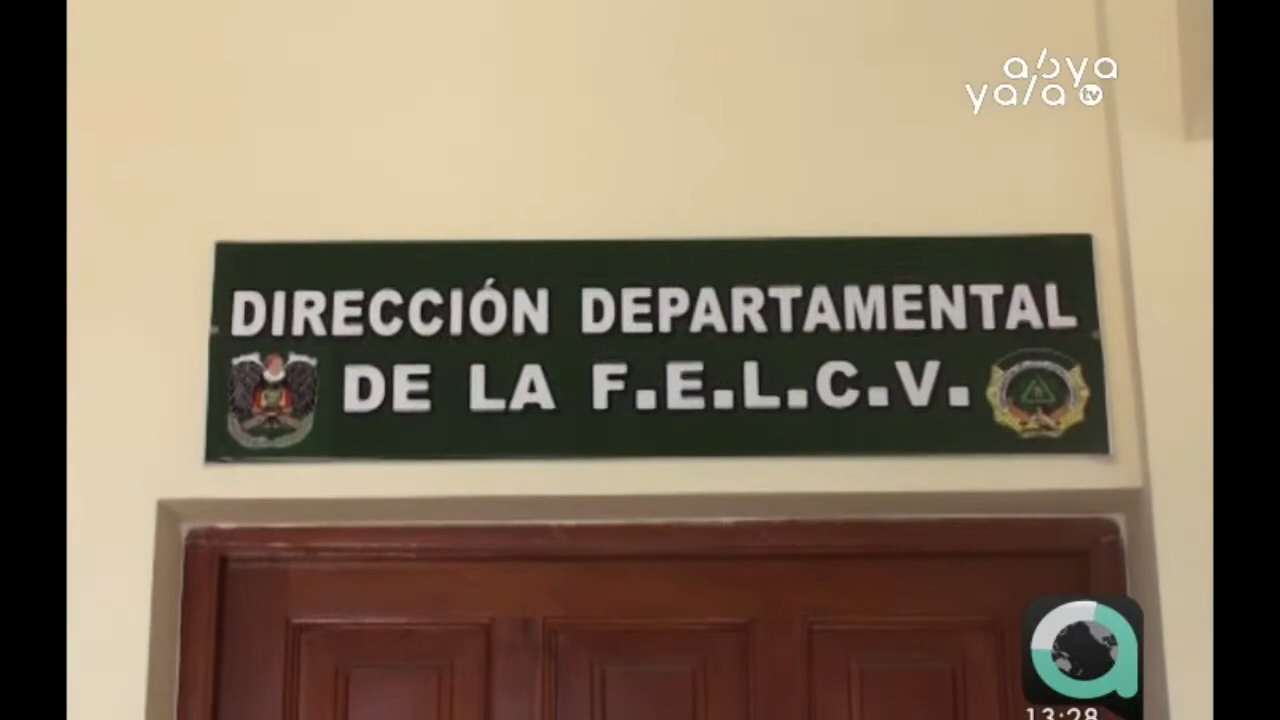 abya
yala tv
DIRECCIÓN DEPARTAMENTAL
DE LA F.E.L.C.V.
13:28